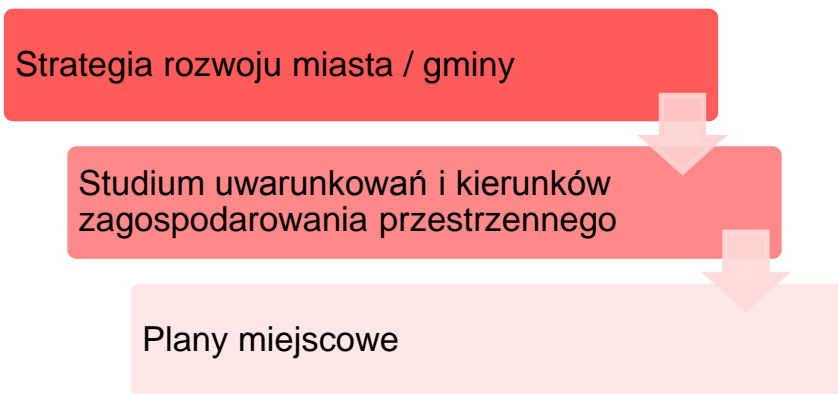 Strategia rozwoju miasta / gminy
Studium uwarunkowań i kierunków
zagospodarowania przestrzennego
Plany miejscowe